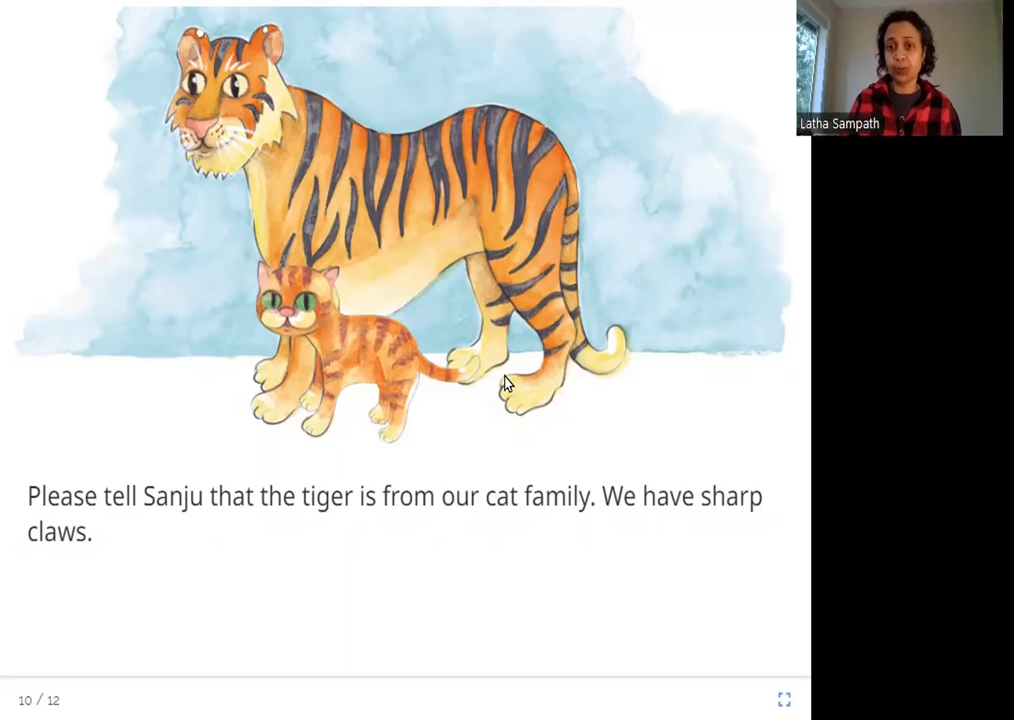 Latha Sampath
Please tell Sanju that the tiger is from our cat family. We have sharp
claws.
10 / 12